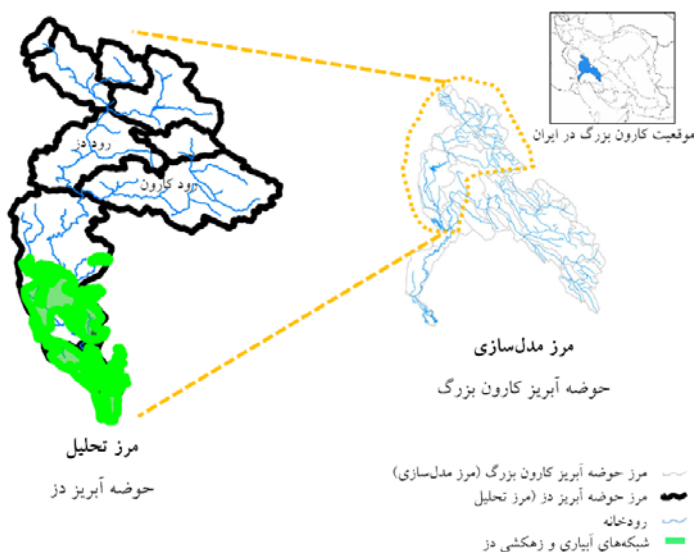 موقعیت کارون بزرگ در ایران
رود دز
رود کارون
مرز مدل‌سازی
حوضه آبریز کارون بزرگ
مرز تحلیل
حوضه آبریز دز
مرز حوضه آبریز کارون بزرگ (مرز مدل‌سازی)
مرز حوضه آبریز دز (مرز تحلیل
رودخانه
شبکه‌های آبیاری و زهکشی دز